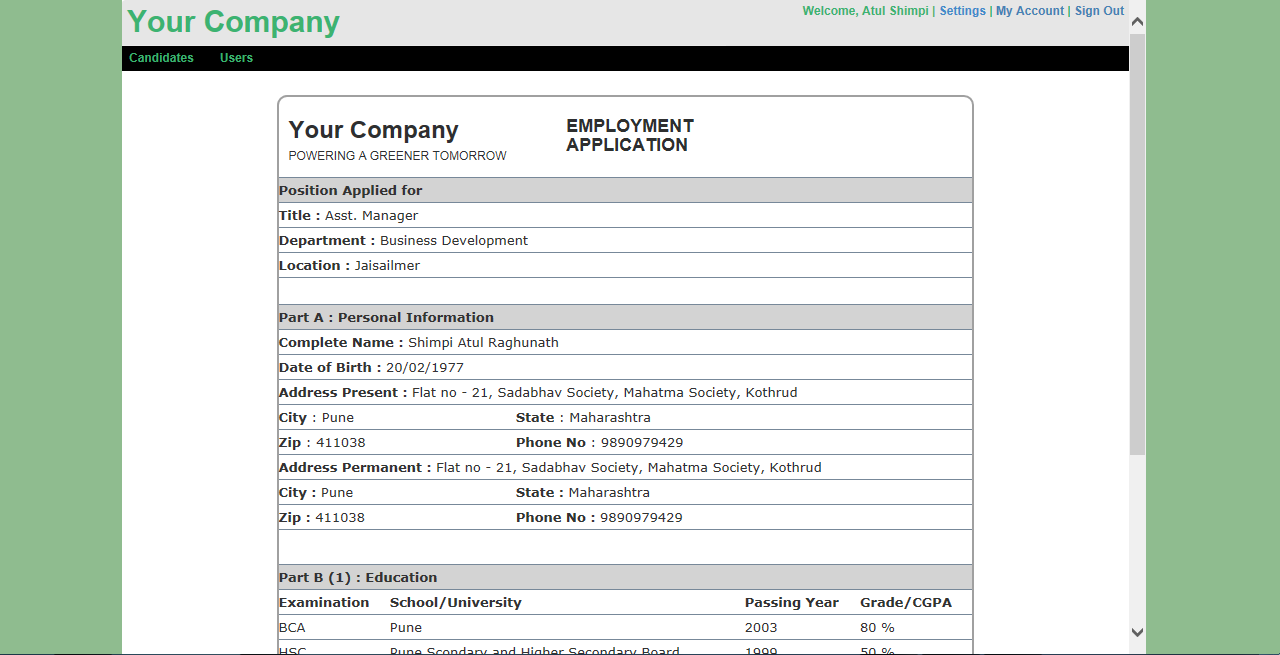 Your Company
Welcome, Atul Shimpi | Settings | My Account | Sign Out
Candidates Users
Your Company
POWERING A GREENER TOMORROW
EMPLOYMENT
APPLICATION
Position Applied for
Title : Asst. Manager
Department : Business Development
Location : Jaisailmer
Part A : Personal Information
Complete Name : Shimpi Atul Raghunath
Date of Birth : 20/02/1977
Address Present : Flat no - 21, Sadabhav Society, Mahatma Society, Kothrud
City : Pune State : Maharashtra
Zip : 411038 Phone No : 9890979429
Address Permanent : Flat no - 21, Sadabhav Society, Mahatma Society, Kothrud
City : Pune State : Maharashtra
Zip : 411038 Phone No : 9890979429
Part B (1) : Education
Examination School/University Passing Year Grade/CGPA
BCA Pune 2003 80 %
HSC Pune Scondary and Higher Secondary Board 1999 50 %